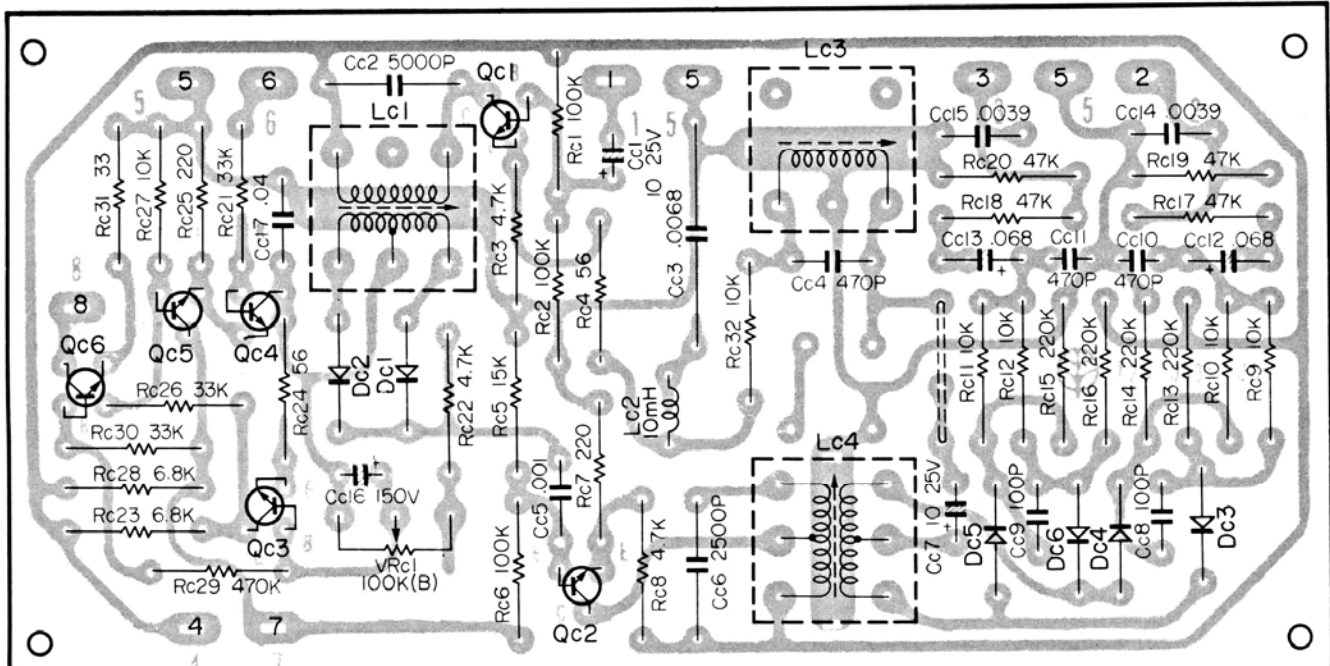 Lc3
Cc2 5000P
Qc1
5
6
1
5
3
5
2
Cc15 .0039
Cc14 .0039
Lc1
Rc1 100K
Cc1
10 25V
Rc20 47K
Rc19 47K
Rc31 33
Rc27 10K
Rc25 220
Rc21 33K
Cc17 .04
Rc3 4.7K
Rc18 47K
Rc17 47K
Rc2 100K
Rc4 56
Cc3 .0068
Cc13 .068
Cc11
470P
Cc10
470P
Cc12 .068
Cc4 470P
8
Qc6
Qc5
Qc4
Rc24 56
Dc2
Dc1
Rc22 4.7K
Rc5 15K
Rc32 10K
Rc11 10K
Rc12 10K
Rc15 220K
Rc16 220K
Rc14 220K
Rc13 220K
Rc10 10K
Rc9 10K
Rc26 33K
Rc30 33K
Lc2
10mH
Rc28 6.8K
Rc23 6.8K
Qc3
Cc16 150V
Cc5 .001
Rc7 220
Lc4
VRc1
100K(B)
Rc29 470K
Rc6 100K
Qc2
Rc8 4.7K
Cc6 2500P
Cc7 10 25V
Dc5
Cc9 100P
Dc6
Dc4
Cc8 100P
Dc3
4
7